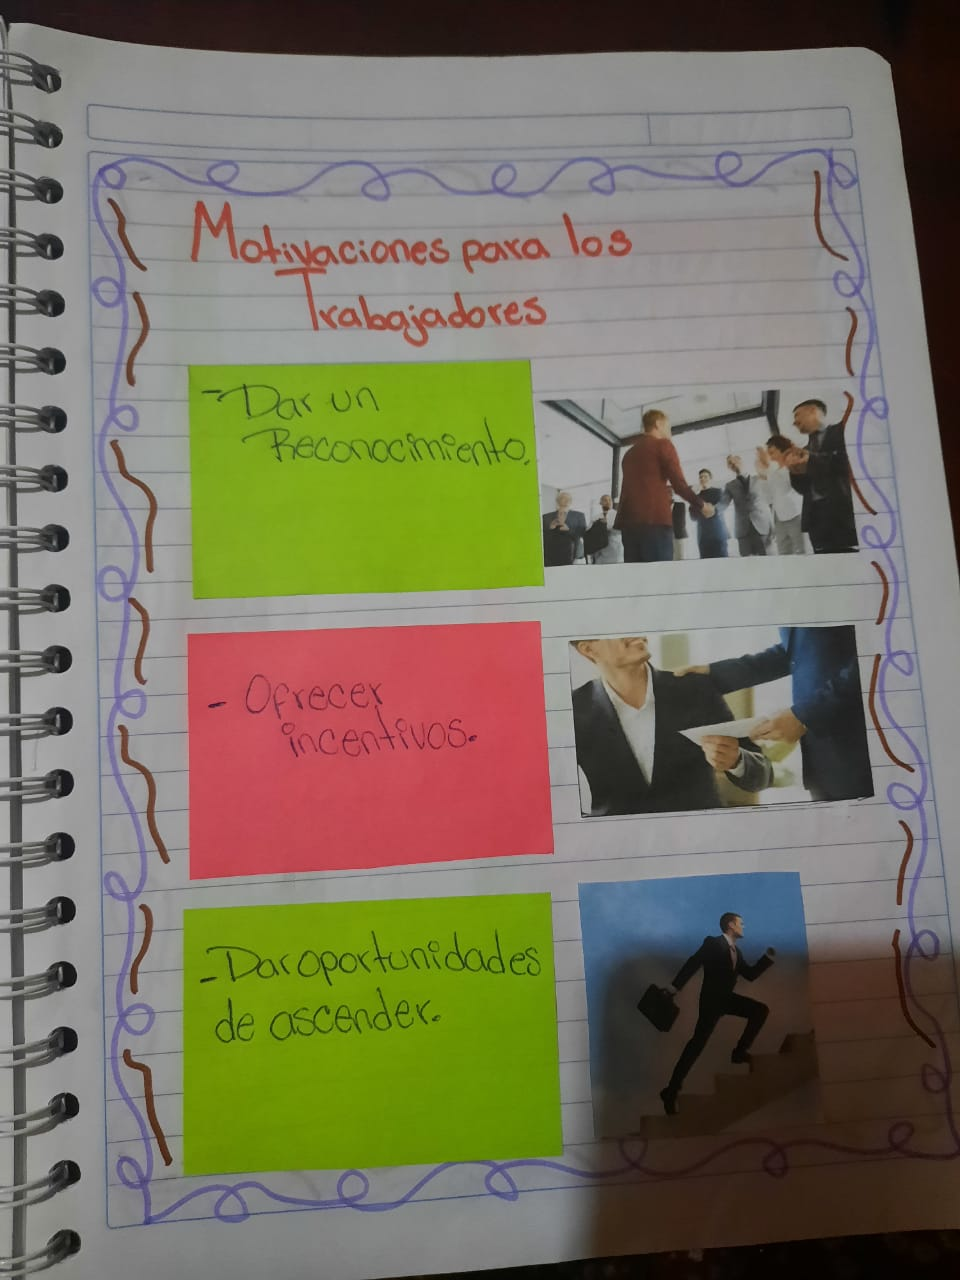 Motivaciones para los
Trabajadores
- Dar un
Reconocimiento.
- Ofrecer
incentivos.
- Dar oportunidades
de ascender.